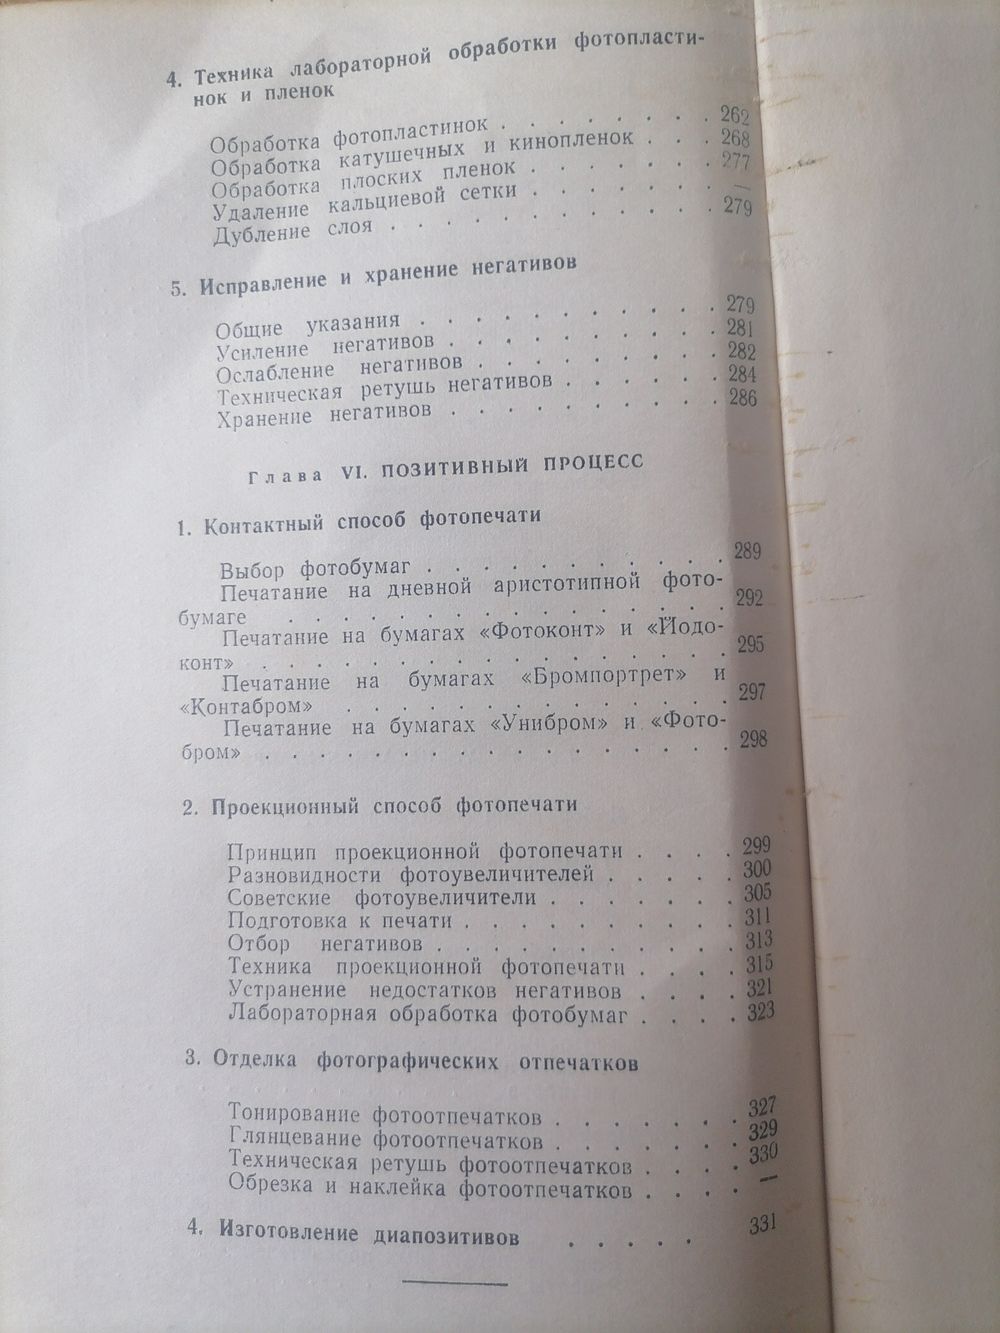 4. Техника лабораторной обработки фотопласти-
нок и пленок
Обработка фотопластинок . . . . . . . . 262
Обработка катушечных и кинопленок . . . 268
Обработка плоских пленок . . . . . . . 277
Удаление кальциевой сетки . . . . . . . —
Дубление слоя . . . . . . . . . . . . 279
5. Исправление и хранение негативов
Общие указания . . . . . . . . . . . 279
Усиление негативов . . . . . . . . . . 281
Ослабление негативов . . . . . . . . . 282
Техническая ретушь негативов . . . . . . 284
Хранение негативов . . . . . . . . . . 286
Глава VI. ПОЗИТИВНЫЙ ПРОЦЕСС
1. Контактный способ фотопечати
Выбор фотобумаг . . . . . . . . . . . 289
Печатание на дневной аристотипной фото-
бумаге . . . . . . . . . . . . . . . . 292
Печатание на бумагах «Фотоконт» и «Йодо-
конт» . . . . . . . . . . . . . . . . . 295
Печатание на бумагах «Бромпортрет» и
«Контабром» . . . . . . . . . . . . . . 297
Печатание на бумагах «Унибром» и «Фото-
бром» . . . . . . . . . . . . . . . . . 298
2. Проекционный способ фотопечати
Принцип проекционной фотопечати . . . . 299
Разновидности фотоувеличителей . . . . . 300
Советские фотоувеличители . . . . . . . 305
Подготовка к печати . . . . . . . . . . 311
Отбор негативов . . . . . . . . . . . 313
Техника проекционной фотопечати . . . . 315
Устранение недостатков негативов . . . . 321
Лабораторная обработка фотобумаг . . . . 323
3. Отделка фотографических отпечатков
Тонирование фотоотпечатков . . . . . . . 327
Глянцевание фотоотпечатков . . . . . . . 329
Техническая ретушь фотоотпечатков . . . . 330
Обрезка и наклейка фотоотпечатков . . . . —
4. Изготовление диапозитивов . . . . . 331